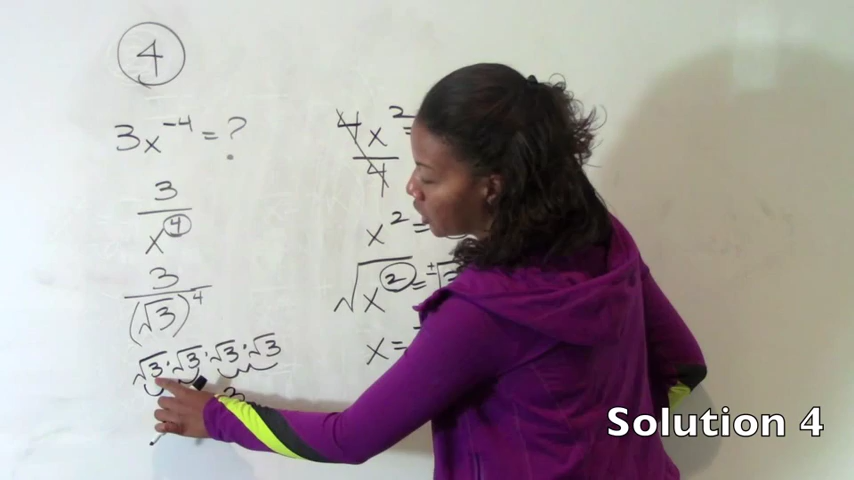 4
3x⁻⁴ = ?
3
x⁴
3
(√3)⁴
√3 · √3 · √3 · √3
4x² =
4
x² =
√x² = ±√
x =
Solution 4